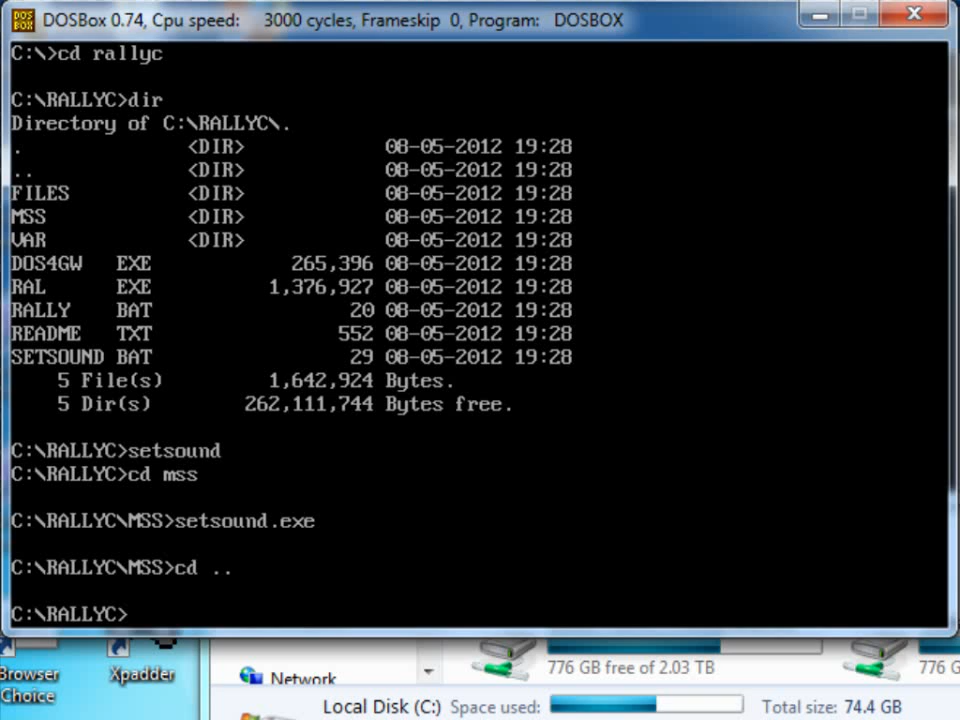 DOS BOX
DOSBox 0.74, Cpu speed: 3000 cycles, Frameskip 0, Program: DOSBOX
C:\>cd rallyc
C:\RALLYC>dir
Directory of C:\RALLYC\.
. <DIR> 08-05-2012 19:28
.. <DIR> 08-05-2012 19:28
FILES <DIR> 08-05-2012 19:28
MSS <DIR> 08-05-2012 19:28
VAR <DIR> 08-05-2012 19:28
DOS4GW EXE 265,396 08-05-2012 19:28
RAL EXE 1,376,927 08-05-2012 19:28
RALLY BAT 20 08-05-2012 19:28
README TXT 552 08-05-2012 19:28
SETSOUND BAT 29 08-05-2012 19:28
5 File(s) 1,642,924 Bytes.
5 Dir(s) 262,111,744 Bytes free.
C:\RALLYC>setsound
C:\RALLYC>cd mss
C:\RALLYC\MSS>setsound.exe
C:\RALLYC\MSS>cd ..
C:\RALLYC>
Browser Xpadder Network 776 GB free of 2.03 TB 776 G
Choice
Local Disk (C:) Space used: Total size: 74.4 GB